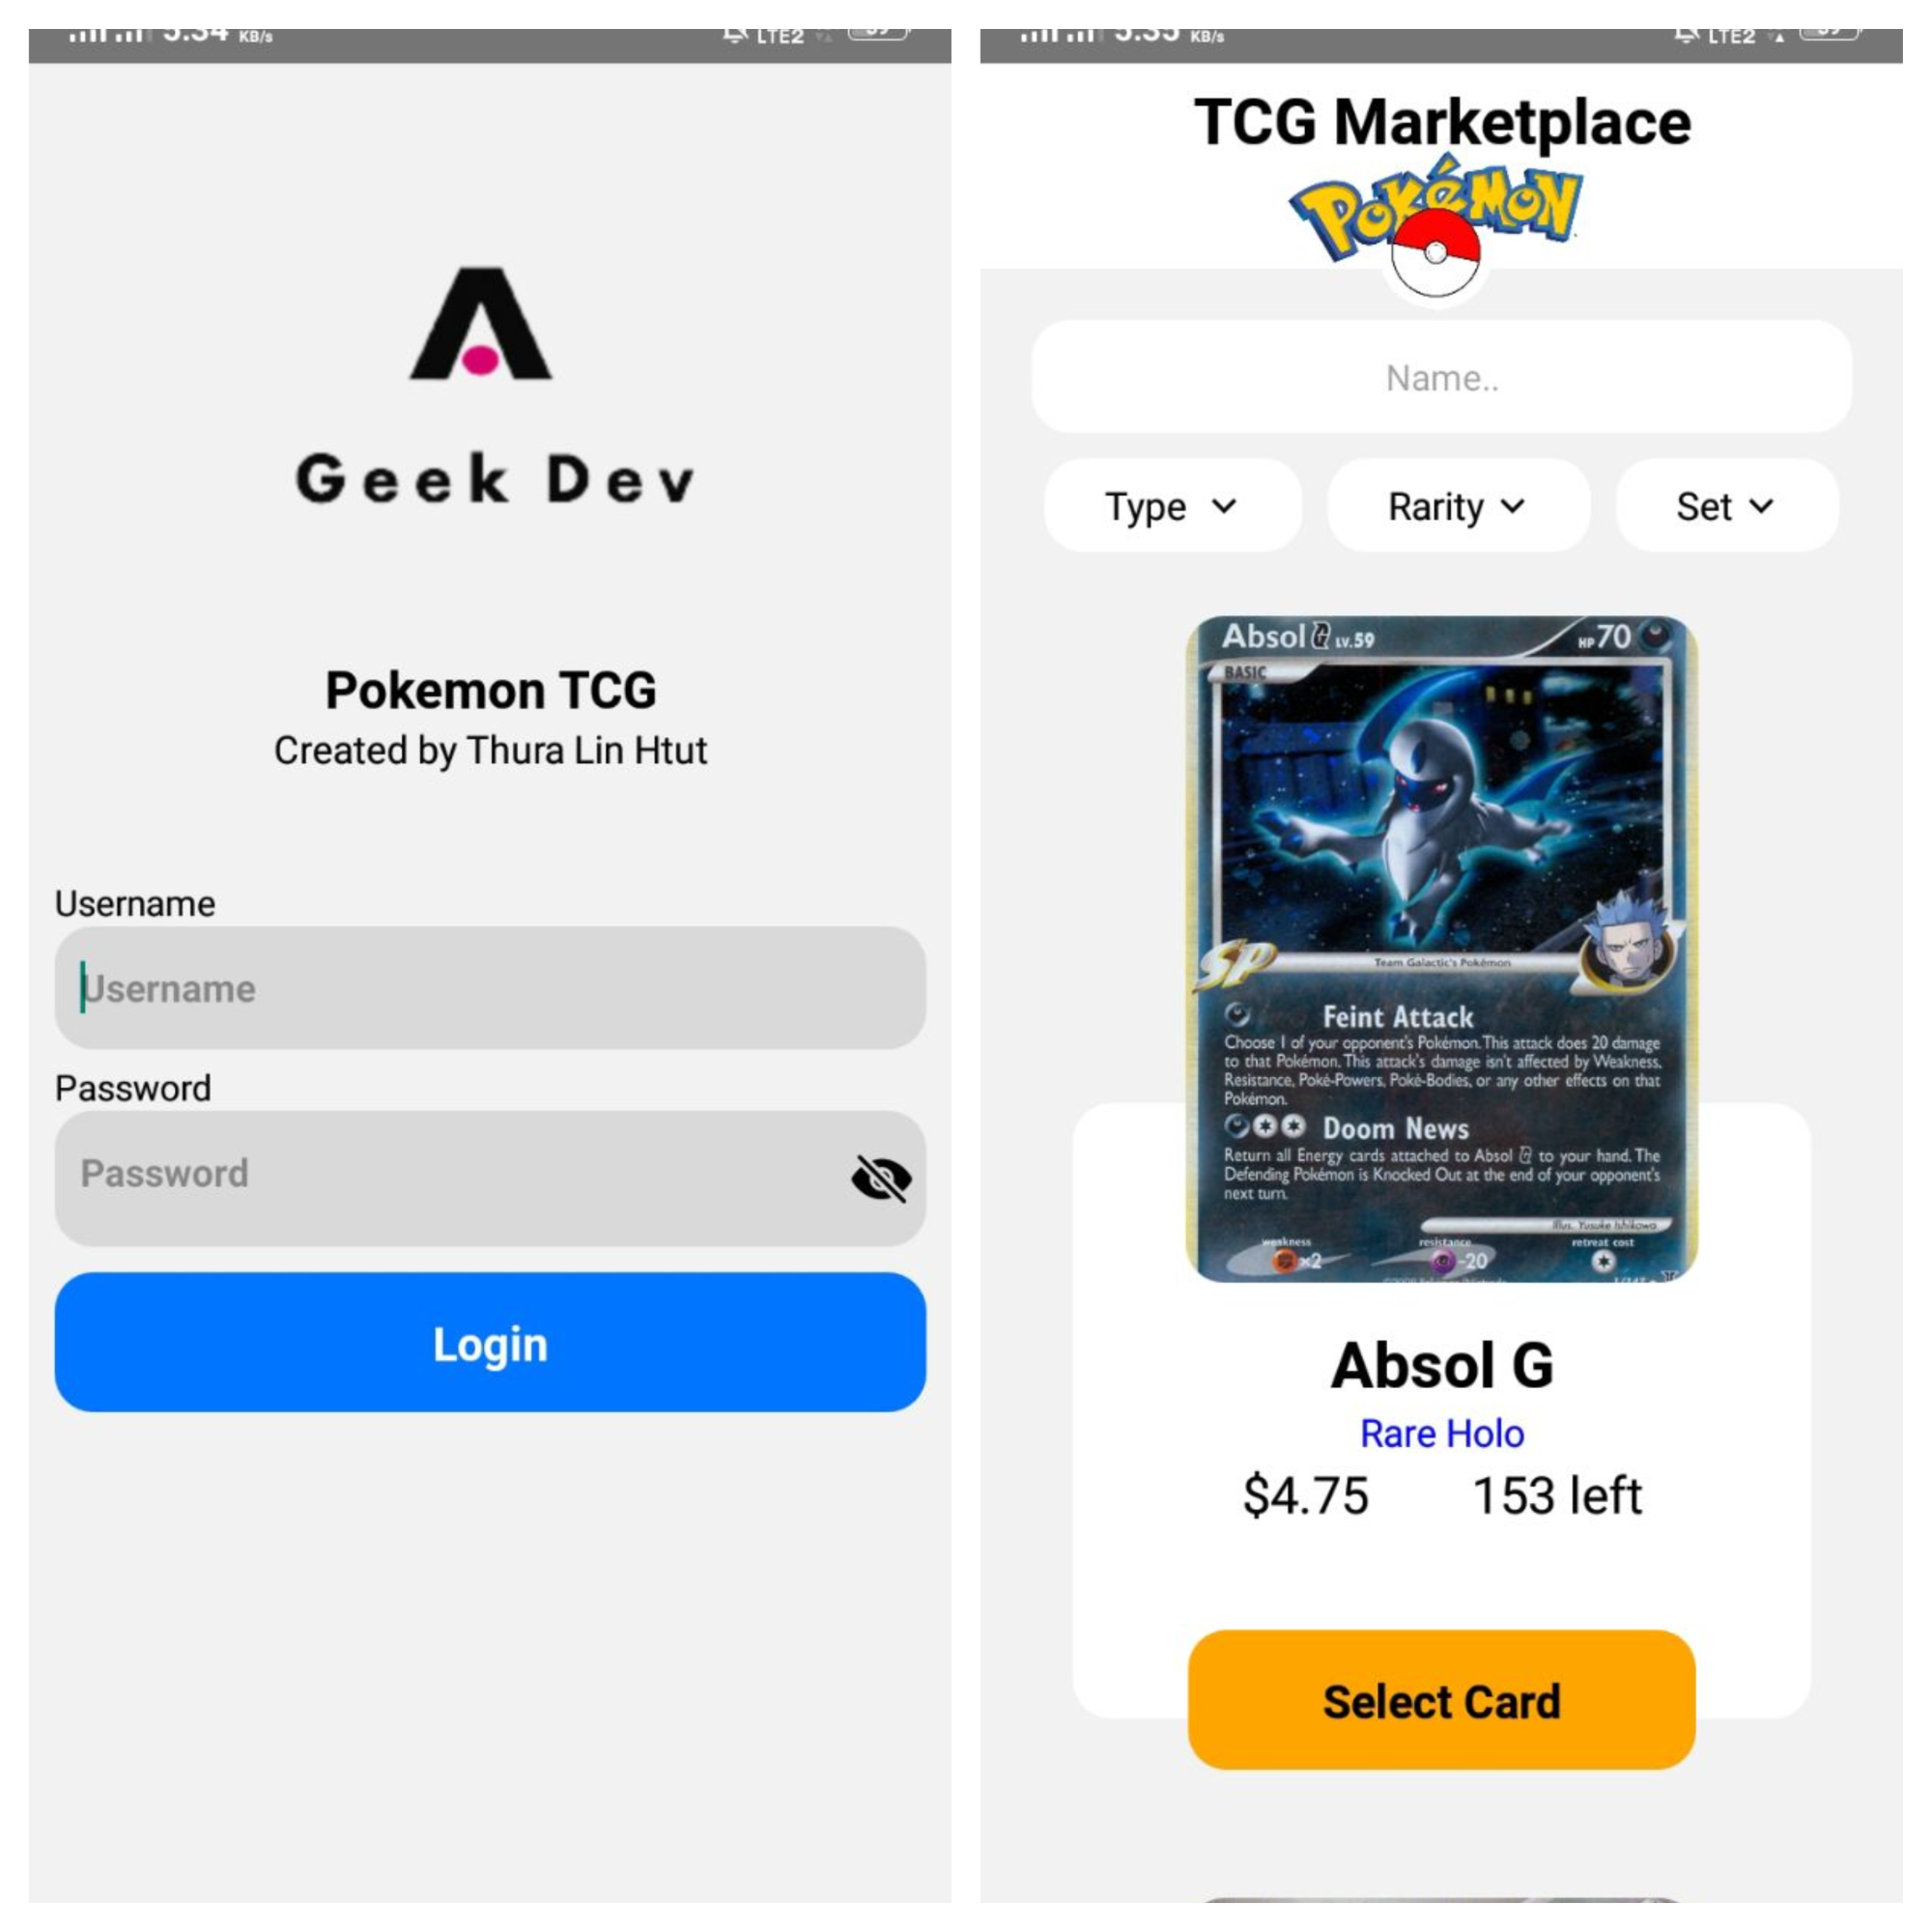 5:34 KB/s LTE2
Geek Dev
Pokemon TCG
Created by Thura Lin Htut
Username
Username
Password
Password
Login
5:35 KB/s LTE2
TCG Marketplace
POKÉMON
Name..
Type Rarity Set
Absol G LV.59 HP 70
BASIC
SP
Team Galactic's Pokémon
Feint Attack
Choose 1 of your opponent's Pokémon. This attack does 20 damage
to that Pokémon. This attack's damage isn't affected by Weakness,
Resistance, Poké-Powers, Poké-Bodies, or any other effects on that
Pokémon.
Doom News
Return all Energy cards attached to Absol G to your hand. The
Defending Pokémon is Knocked Out at the end of your opponent's
next turn.
Illus. Yusuke Ishikawa
weakness resistance retreat cost
×2 -20
Absol G
Rare Holo
$4.75 153 left
Select Card